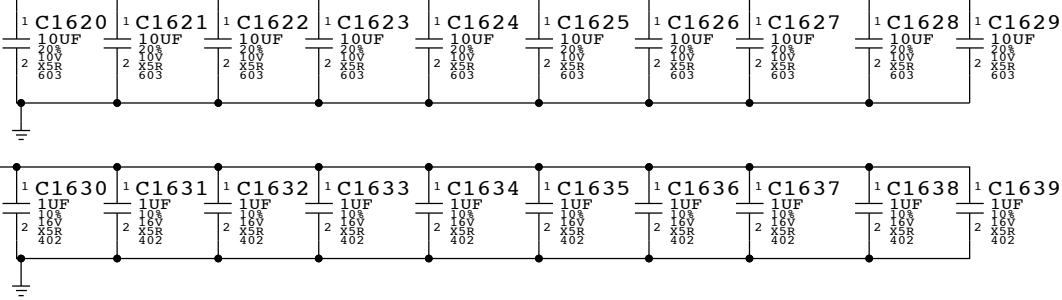 1 C1620 1 C1621 1 C1622 1 C1623 1 C1624 1 C1625 1 C1626 1 C1627 1 C1628 1 C1629
10UF 10UF 10UF 10UF 10UF 10UF 10UF 10UF 10UF 10UF
20% 20% 20% 20% 20% 20% 20% 20% 20% 20%
10V 10V 10V 10V 10V 10V 10V 10V 10V 10V
2 X5R 2 X5R 2 X5R 2 X5R 2 X5R 2 X5R 2 X5R 2 X5R 2 X5R 2 X5R
603 603 603 603 603 603 603 603 603 603
1 C1630 1 C1631 1 C1632 1 C1633 1 C1634 1 C1635 1 C1636 1 C1637 1 C1638 1 C1639
1UF 1UF 1UF 1UF 1UF 1UF 1UF 1UF 1UF 1UF
10% 10% 10% 10% 10% 10% 10% 10% 10% 10%
16V 16V 16V 16V 16V 16V 16V 16V 16V 16V
2 X5R 2 X5R 2 X5R 2 X5R 2 X5R 2 X5R 2 X5R 2 X5R 2 X5R 2 X5R
402 402 402 402 402 402 402 402 402 402